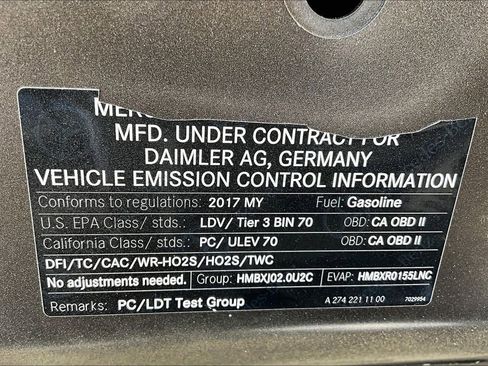 MFD. UNDER CONTRACT FOR
DAIMLER AG, GERMANY
VEHICLE EMISSION CONTROL INFORMATION
Conforms to regulations: 2017 MY Fuel: Gasoline
U.S. EPA Class/ stds.: LDV/ Tier 3 BIN 70 OBD: CA OBD II
California Class/ stds.: PC/ ULEV 70 OBD: CA OBD II
DFI/TC/CAC/WR-HO2S/HO2S/TWC
No adjustments needed. Group: HMBXJ02.0U2C EVAP: HMBXR0155LNC
Remarks: PC/LDT Test Group A 274 221 11 00 7029954